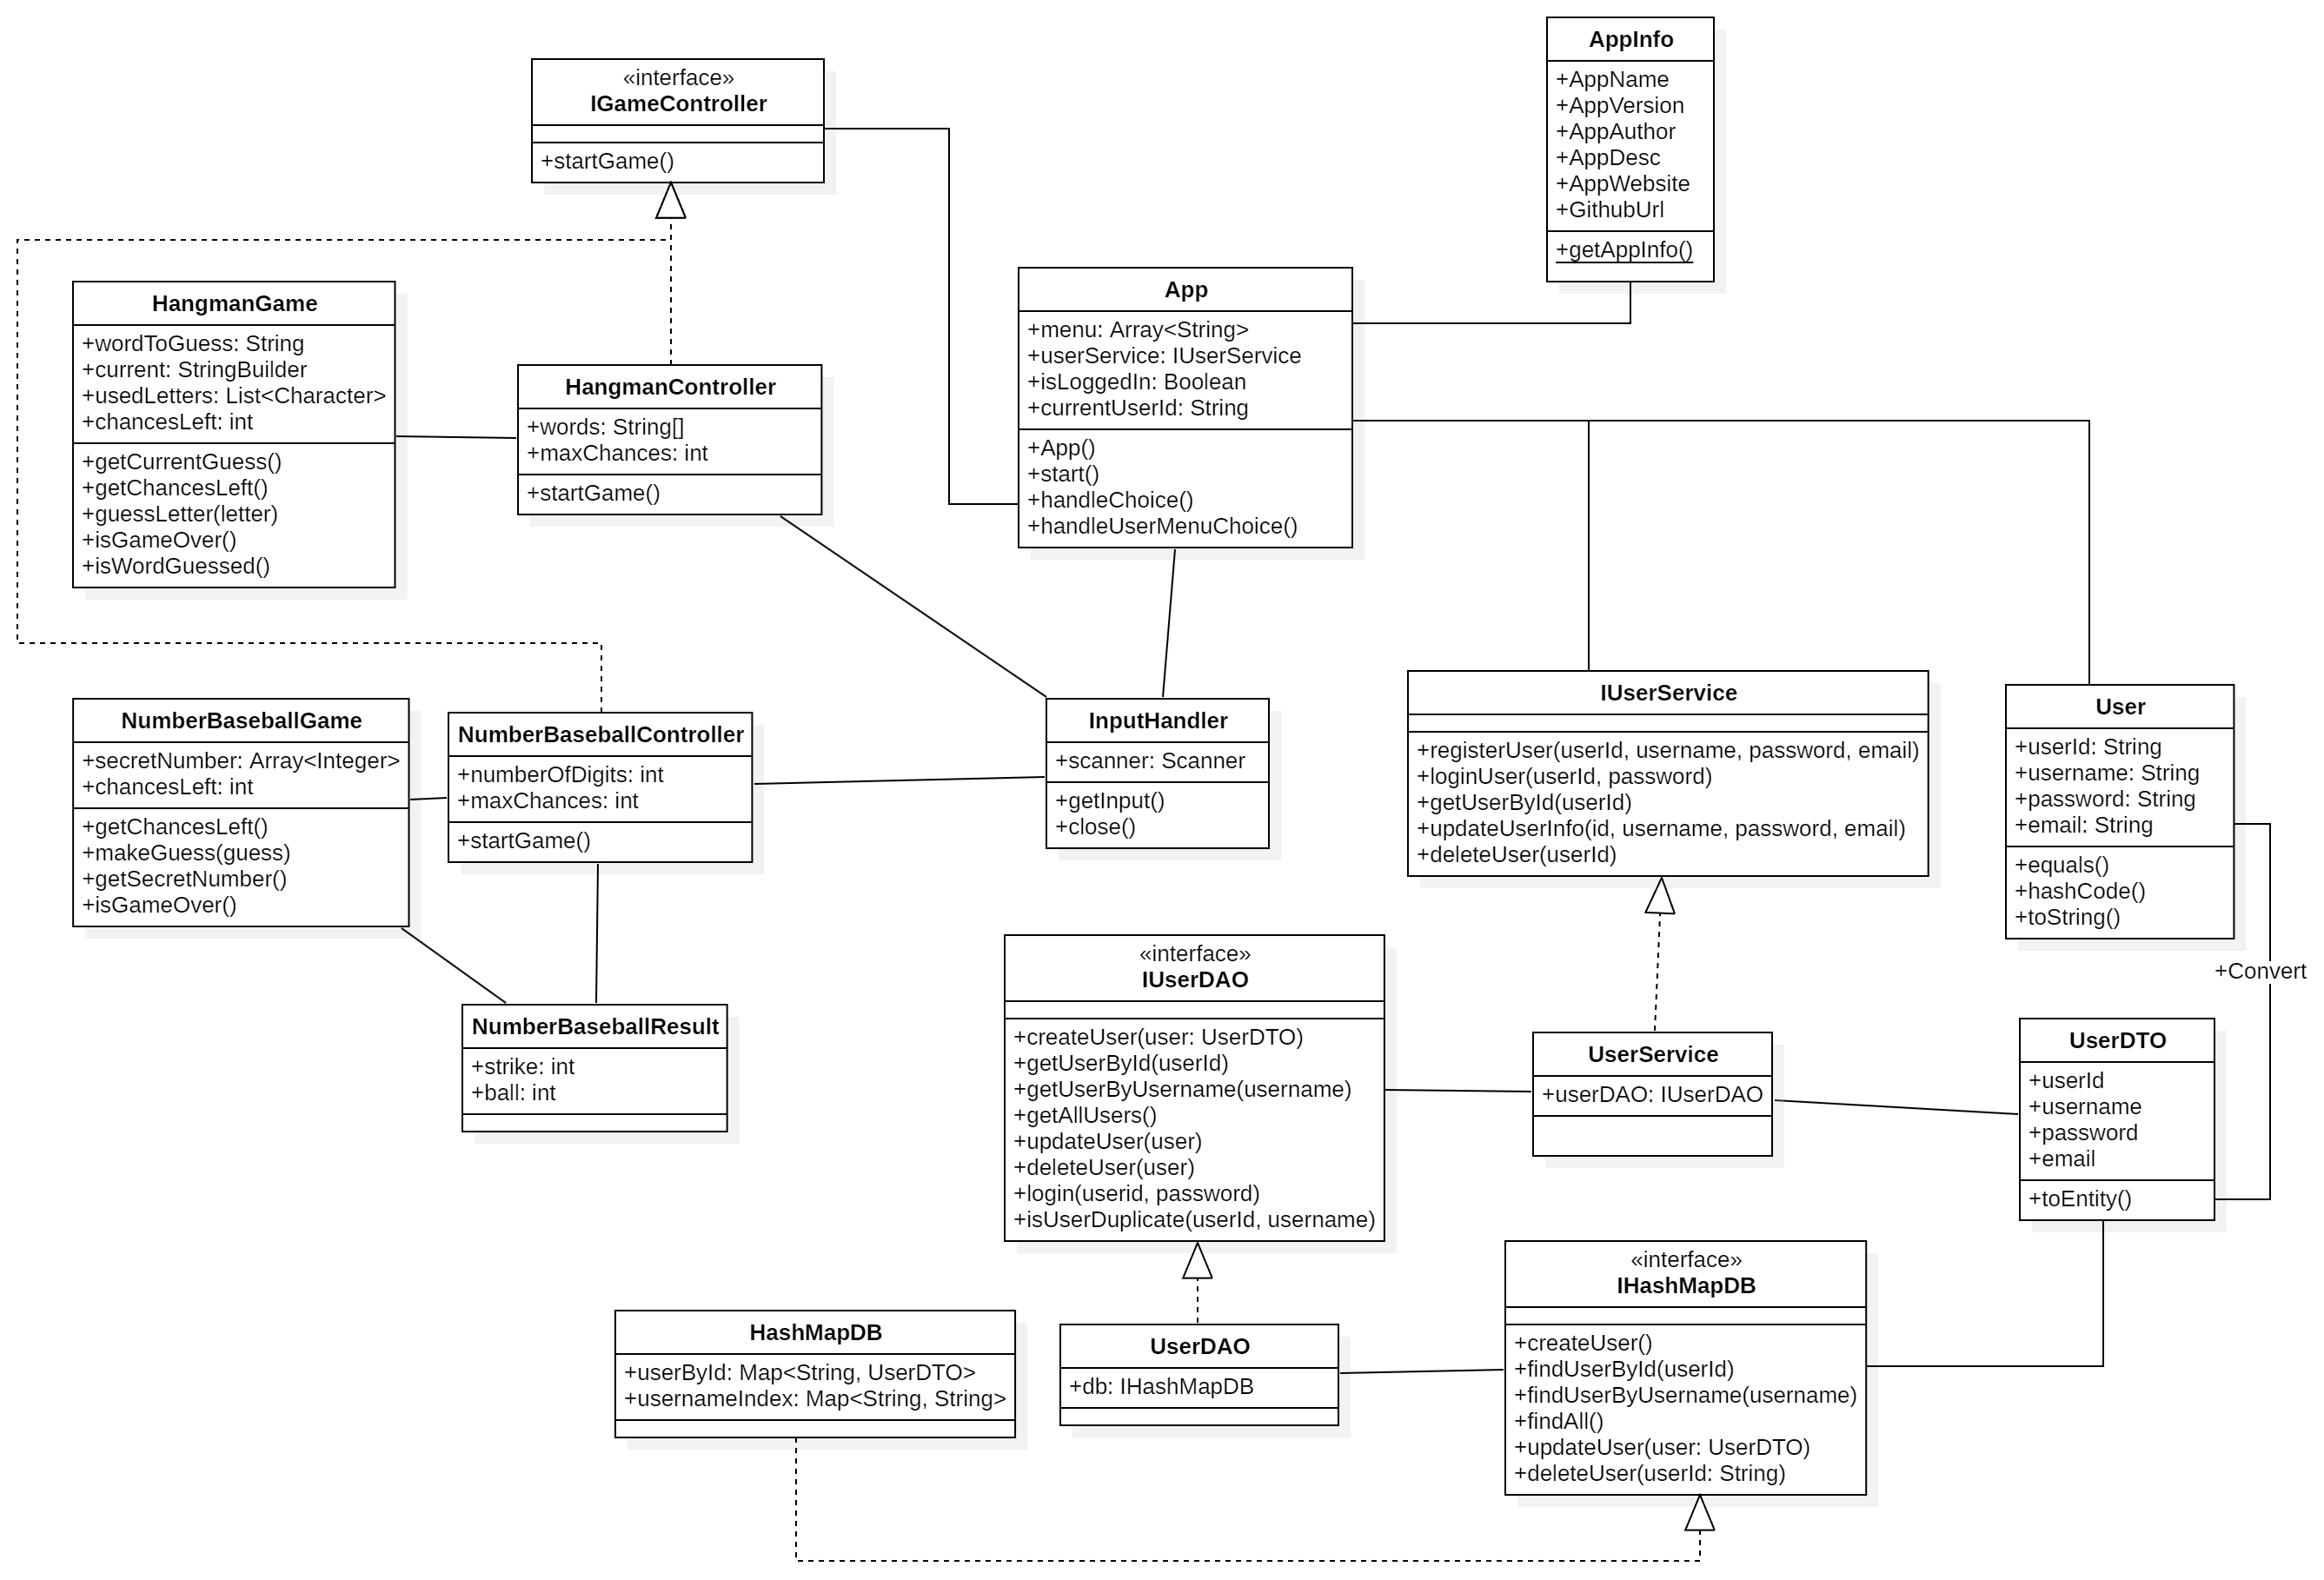 AppInfo
+AppName
+AppVersion
+AppAuthor
+AppDesc
+AppWebsite
+GithubUrl
+getAppInfo()
«interface»
IGameController
+startGame()
HangmanGame
+wordToGuess: String
+current: StringBuilder
+usedLetters: List<Character>
+chancesLeft: int
+getCurrentGuess()
+getChancesLeft()
+guessLetter(letter)
+isGameOver()
+isWordGuessed()
HangmanController
+words: String[]
+maxChances: int
+startGame()
App
+menu: Array<String>
+userService: IUserService
+isLoggedIn: Boolean
+currentUserId: String
+App()
+start()
+handleChoice()
+handleUserMenuChoice()
NumberBaseballGame
+secretNumber: Array<Integer>
+chancesLeft: int
+getChancesLeft()
+makeGuess(guess)
+getSecretNumber()
+isGameOver()
NumberBaseballController
+numberOfDigits: int
+maxChances: int
+startGame()
InputHandler
+scanner: Scanner
+getInput()
+close()
IUserService
+registerUser(userId, username, password, email)
+loginUser(userId, password)
+getUserById(userId)
+updateUserInfo(id, username, password, email)
+deleteUser(userId)
User
+userId: String
+username: String
+password: String
+email: String
+equals()
+hashCode()
+toString()
+Convert
NumberBaseballResult
+strike: int
+ball: int
«interface»
IUserDAO
+createUser(user: UserDTO)
+getUserById(userId)
+getUserByUsername(username)
+getAllUsers()
+updateUser(user)
+deleteUser(user)
+login(userid, password)
+isUserDuplicate(userId, username)
UserService
+userDAO: IUserDAO
UserDTO
+userId
+username
+password
+email
+toEntity()
HashMapDB
+userById: Map<String, UserDTO>
+usernameIndex: Map<String, String>
UserDAO
+db: IHashMapDB
«interface»
IHashMapDB
+createUser()
+findUserById(userId)
+findUserByUsername(username)
+findAll()
+updateUser(user: UserDTO)
+deleteUser(userId: String)